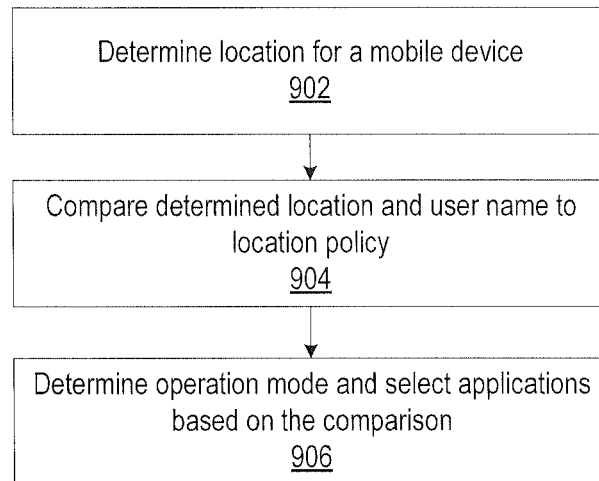 Determine location for a mobile device
902
Compare determined location and user name to
location policy
904
Determine operation mode and select applications
based on the comparison
906